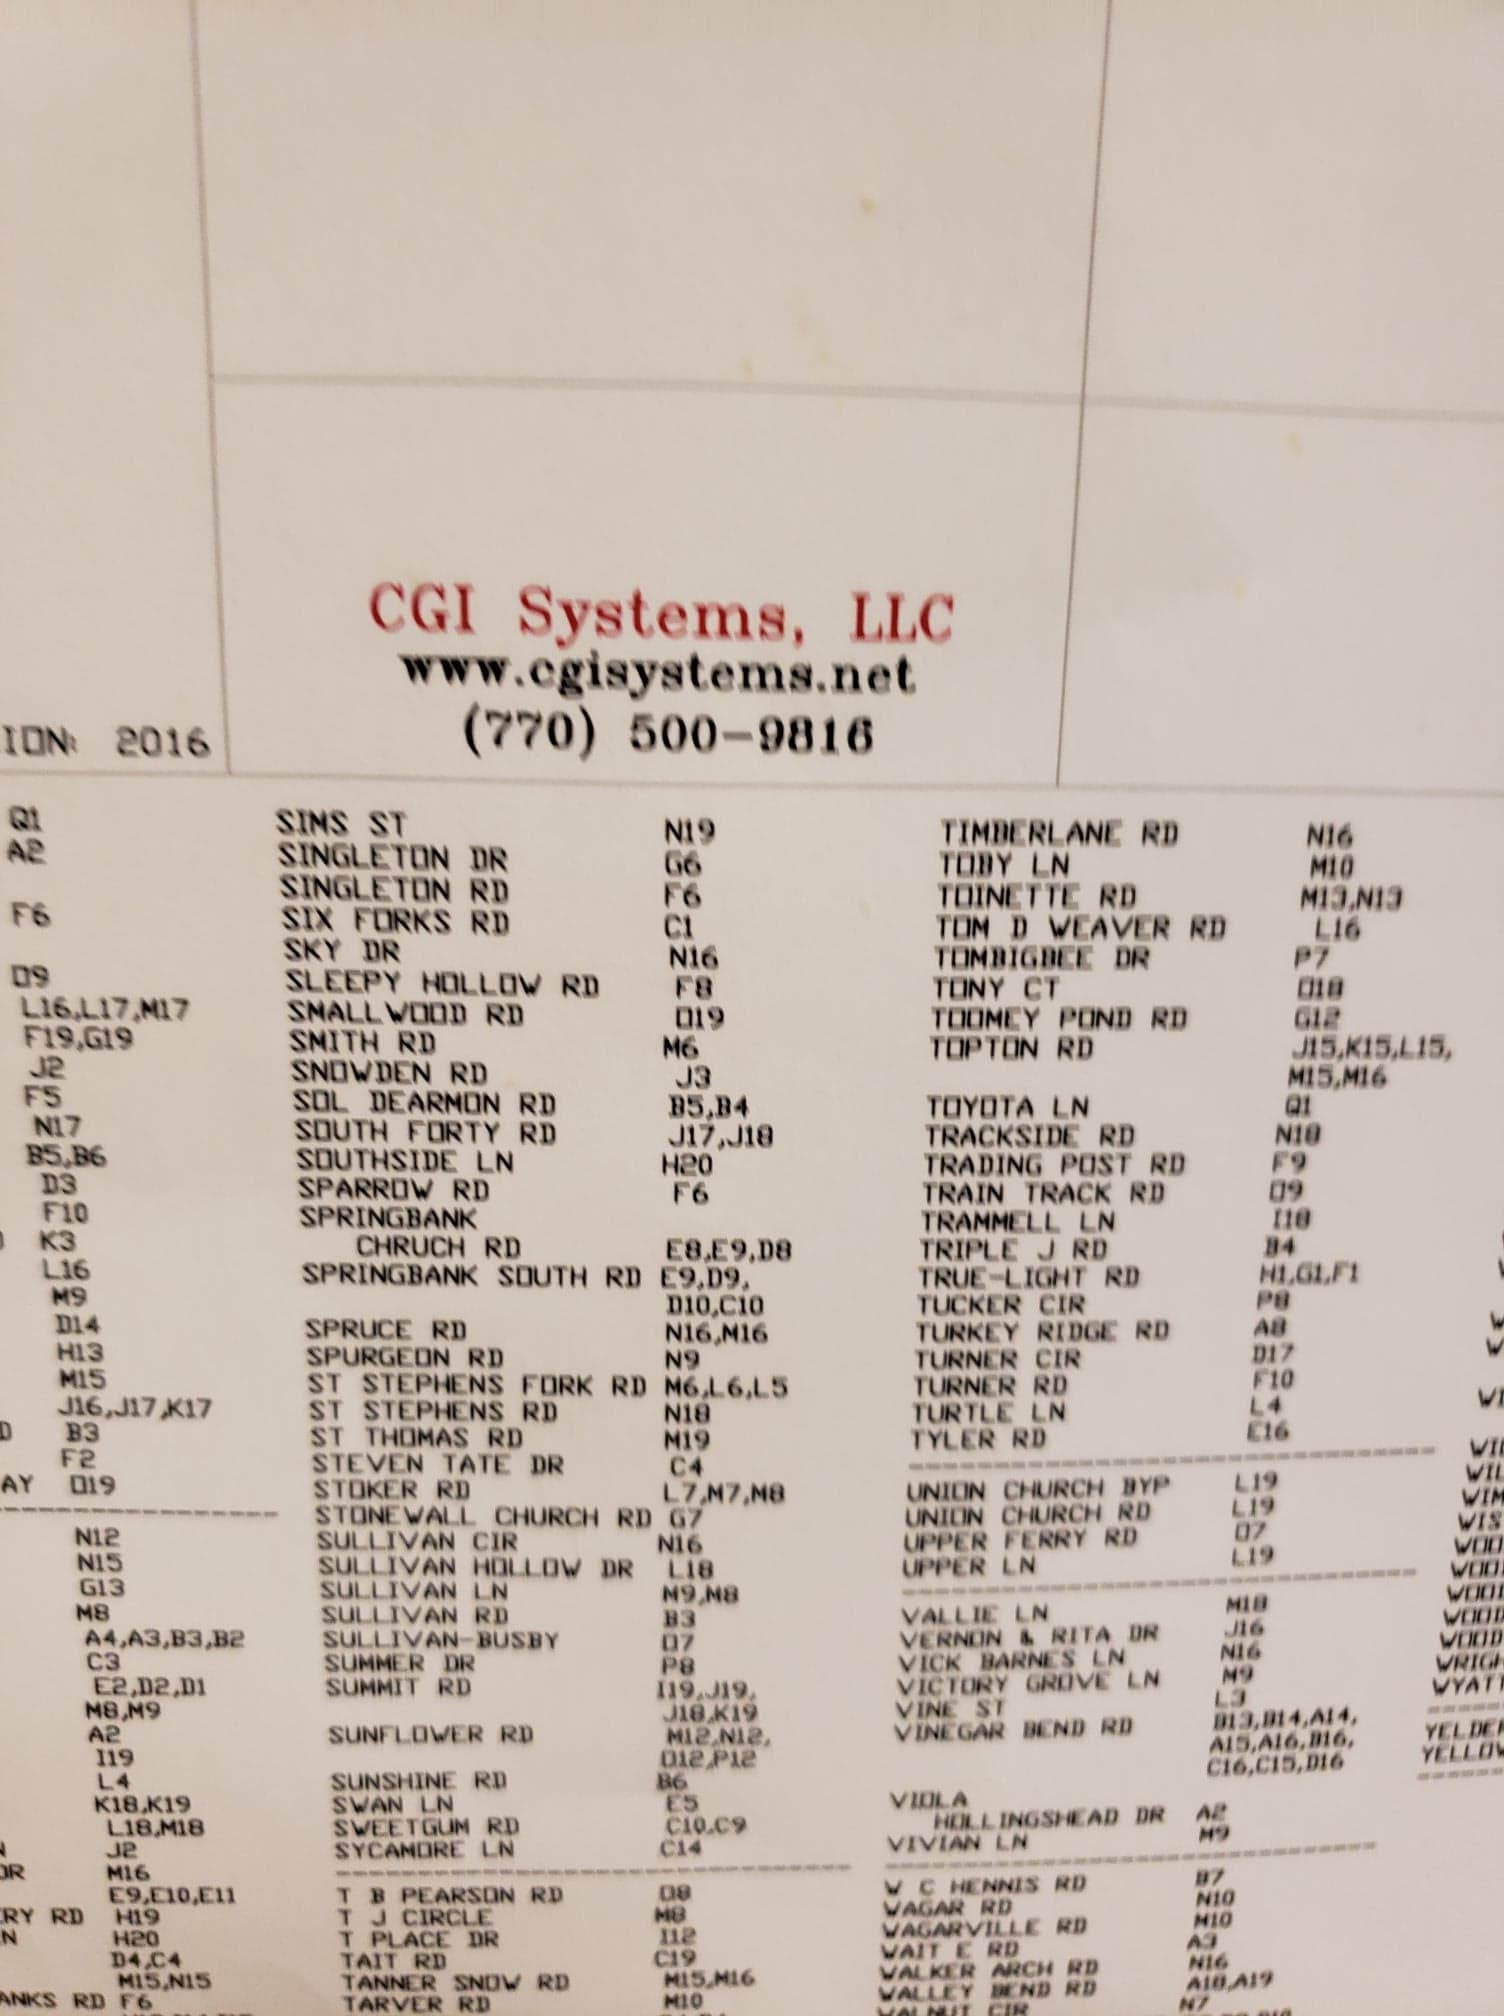 CGI Systems, LLC
www.cgisystems.net
(770) 500-9816
ION: 2016
Q1
A2
F6
O9
L16,L17,M17
F19,G19
J2
F5
N17
B5,B6
D3
F10
K3
L16
M9
D14
H13
M15
J16,J17,K17
B3
F2
AY O19
N12
N15
G13
M8
A4,A3,B3,B2
C3
E2,D2,D1
M8,M9
A2
I19
L4
K18,K19
L18,M18
J2
OR M16
E9,E10,E11
ERY RD H19
N H20
D4,C4
M15,N15
ANKS RD F6
SIMS ST N19
SINGLETON DR G6
SINGLETON RD F6
SIX FORKS RD C1
SKY DR N16
SLEEPY HOLLOW RD F8
SMALLWOOD RD O19
SMITH RD M6
SNOWDEN RD J3
SOL DEARMON RD B5,B4
SOUTH FORTY RD J17,J18
SOUTHSIDE LN H20
SPARROW RD F6
SPRINGBANK
CHRUCH RD E8,E9,D8
SPRINGBANK SOUTH RD E9,D9,
D10,C10
SPRUCE RD N16,M16
SPURGEON RD N9
ST STEPHENS FORK RD M6,L6,L5
ST STEPHENS RD N18
ST THOMAS RD M19
STEVEN TATE DR C4
STOKER RD L7,M7,M8
STONEWALL CHURCH RD G7
SULLIVAN CIR N16
SULLIVAN HOLLOW DR L18
SULLIVAN LN M9,M8
SULLIVAN RD B3
SULLIVAN-BUSBY O7
SUMMER DR P8
SUMMIT RD I19,J19,
J18,K19
SUNFLOWER RD M12,N12,
O12,P12
SUNSHINE RD B6
SWAN LN E5
SWEETGUM RD C10,C9
SYCAMORE LN C14
T B PEARSON RD O8
T J CIRCLE M8
T PLACE DR I12
TAIT RD C19
TANNER SNOW RD M15,M16
TARVER RD M10
TIMBERLANE RD N16
TOBY LN M10
TOINETTE RD M13,N13
TOM D WEAVER RD L16
TOMBIGBEE DR P7
TONY CT O18
TOOMEY POND RD G12
TOPTON RD J15,K15,L15,
M15,M16
TOYOTA LN Q1
TRACKSIDE RD N18
TRADING POST RD F9
TRAIN TRACK RD O9
TRAMMELL LN I18
TRIPLE J RD B4
TRUE-LIGHT RD H1,G1,F1
TUCKER CIR P8
TURKEY RIDGE RD A8
TURNER CIR D17
TURNER RD F10
TURTLE LN L4
TYLER RD E16
UNION CHURCH BYP L19
UNION CHURCH RD L19
UPPER FERRY RD O7
UPPER LN L19
VALLIE LN M18
VERNON & RITA DR J16
VICK BARNES LN N16
VICTORY GROVE LN M9
VINE ST L3
VINEGAR BEND RD B13,B14,A14,
A15,A16,B16,
C16,C15,D16
VIOLA
HOLLINGSHEAD DR A2
VIVIAN LN M9
W C HENNIS RD B7
WAGAR RD N10
WAGARVILLE RD M10
WAIT E RD A3
WALKER ARCH RD N16
WALLEY BEND RD A18,A19
WALNUT CIR N7
WI
WIL
WIL
WIM
WIS
WOO
WOO
WOO
WOOD
WOOD
WRIGH
WYATT
YELDE
YELLOW